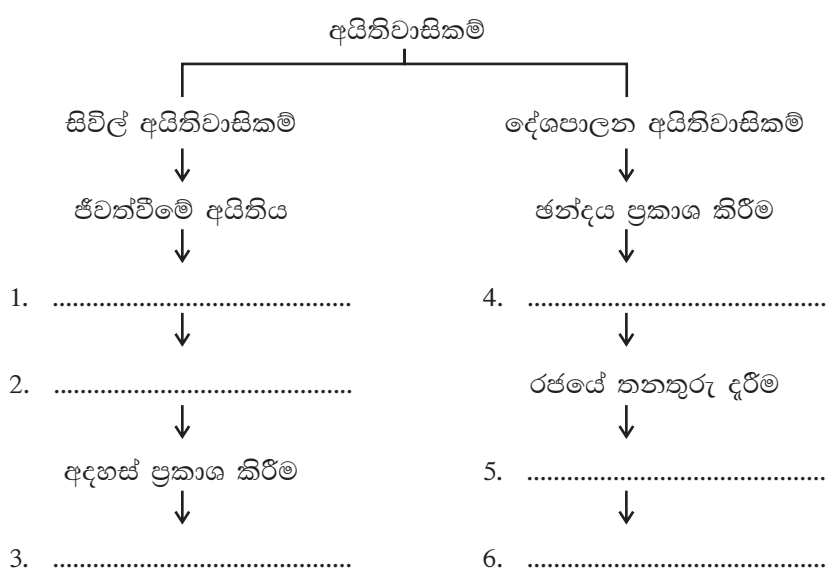 අයිතිවාසිකම්
සිවිල් අයිතිවාසිකම් දේශපාලන අයිතිවාසිකම්
ජීවත්වීමේ අයිතිය ඡන්දය ප්‍රකාශ කිරීම
1. ............................................ 4. ............................................
2. ............................................ රජයේ තනතුරු දැරීම
අදහස් ප්‍රකාශ කිරීම 5. ............................................
3. ............................................ 6. ............................................